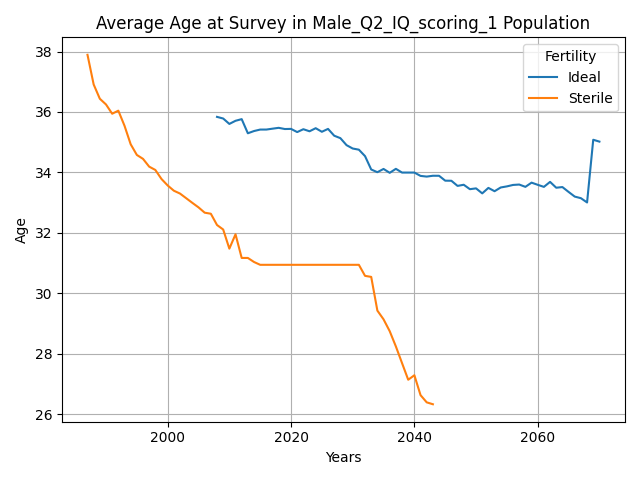 Average Age at Survey in Male_Q2_IQ_scoring_1 Population
Fertility
Ideal
Sterile
Age
38
36
34
32
30
28
26
2000
2020
2040
2060
Years